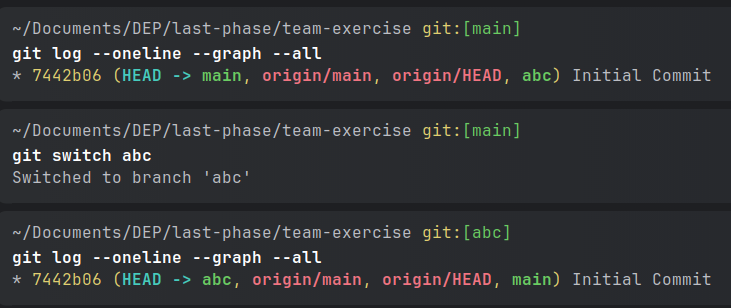 ~/Documents/DEP/last-phase/team-exercise git:[main]
git log --oneline --graph --all
* 7442b06 (HEAD -> main, origin/main, origin/HEAD, abc) Initial Commit
~/Documents/DEP/last-phase/team-exercise git:[main]
git switch abc
Switched to branch 'abc'
~/Documents/DEP/last-phase/team-exercise git:[abc]
git log --oneline --graph --all
* 7442b06 (HEAD -> abc, origin/main, origin/HEAD, main) Initial Commit